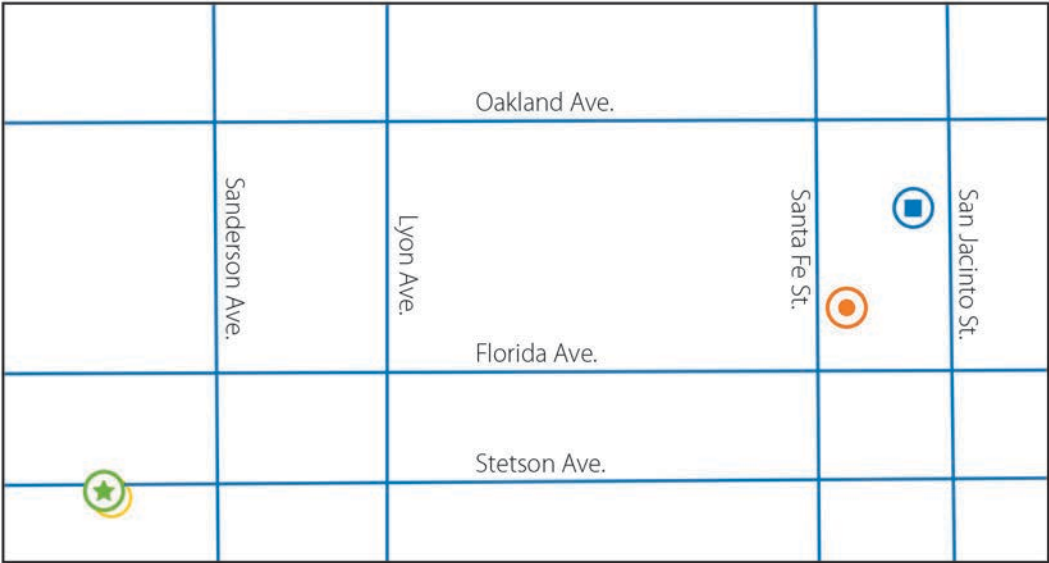 Oakland Ave.
Sanderson Ave.
Lyon Ave.
Santa Fe St.
San Jacinto St.
Florida Ave.
Stetson Ave.